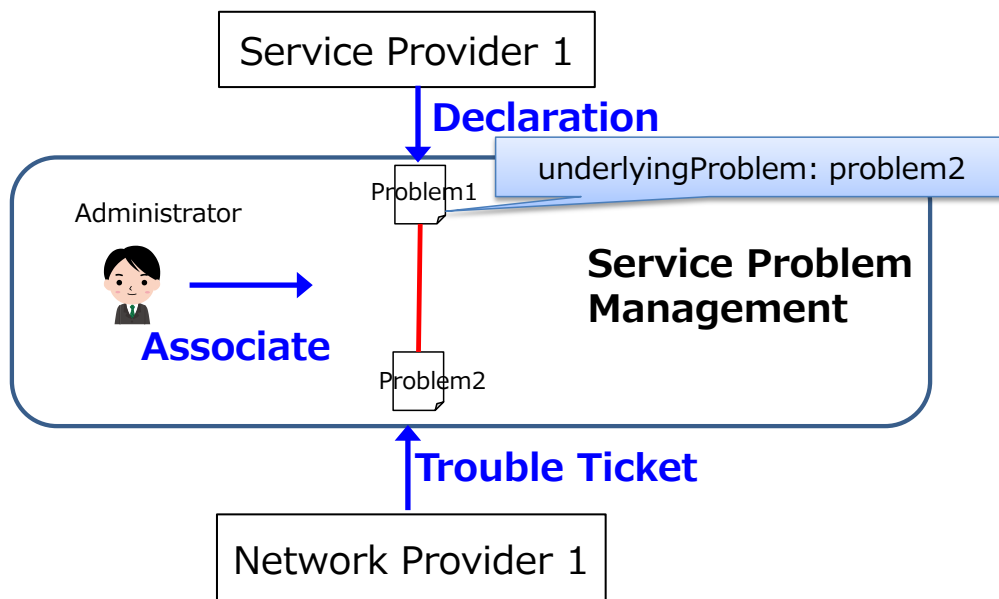 Service Provider 1
Declaration
underlyingProblem: problem2
Problem1
Administrator
Service Problem
Management
Associate
Problem2
Trouble Ticket
Network Provider 1